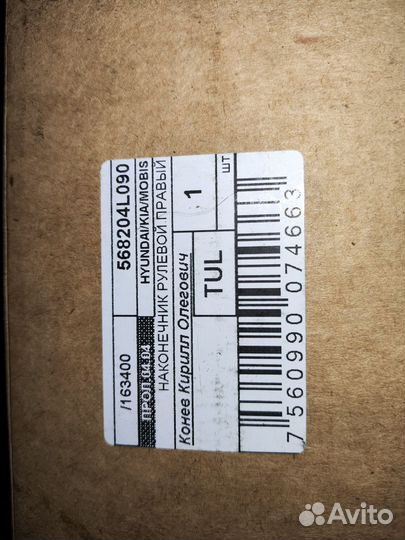 /163400
568204L090
ПРОЛ 04 04
HYUNDAI/KIA/MOBIS
НАКОНЕЧНИК РУЛЕВОЙ ПРАВЫЙ
Конев Кирилл Олегович
1
шт
TUL
7 560990 074663
Avito